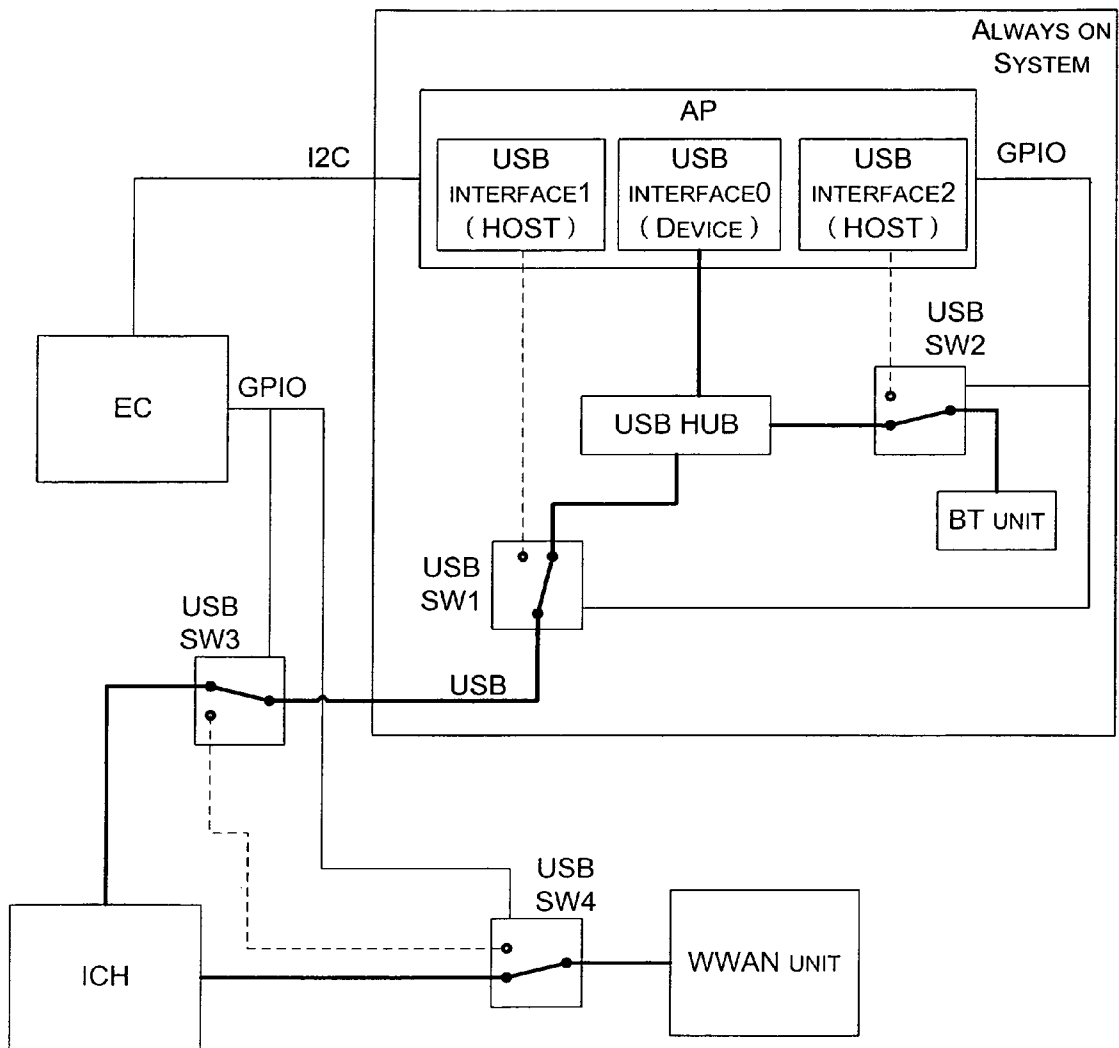 ALWAYS ON
SYSTEM
AP
I2C
USB
INTERFACE1
( HOST )
USB
INTERFACE0
( DEVICE )
USB
INTERFACE2
( HOST )
GPIO
USB
SW2
EC
GPIO
USB HUB
BT UNIT
USB
SW1
USB
SW3
USB
USB
SW4
ICH
WWAN UNIT